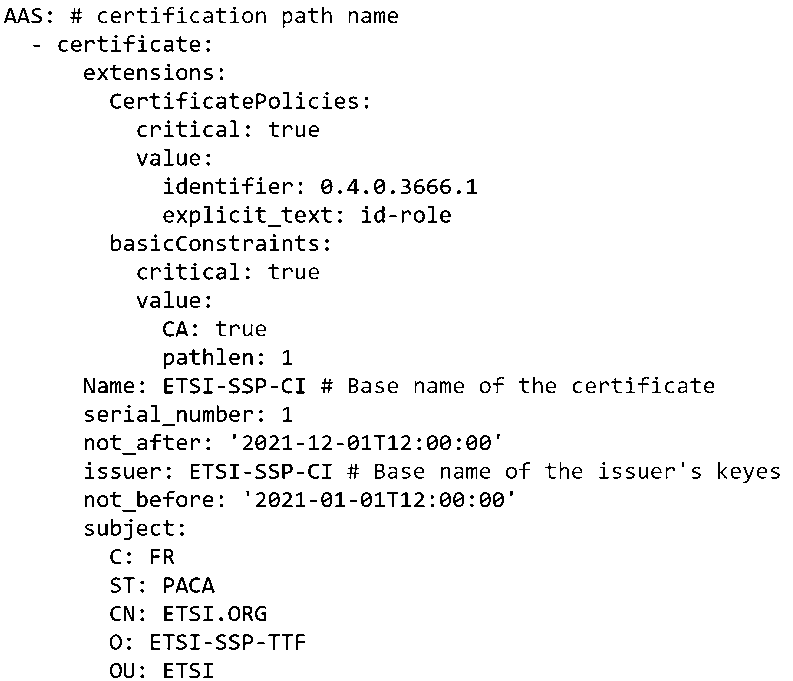 AAS: # certification path name
  - certificate:
      extensions:
        CertificatePolicies:
          critical: true
          value:
            identifier: 0.4.0.3666.1
            explicit_text: id-role
        basicConstraints:
          critical: true
          value:
            CA: true
            pathlen: 1
      Name: ETSI-SSP-CI # Base name of the certificate
      serial_number: 1
      not_after: '2021-12-01T12:00:00'
      issuer: ETSI-SSP-CI # Base name of the issuer's keyes
      not_before: '2021-01-01T12:00:00'
      subject:
        C: FR
        ST: PACA
        CN: ETSI.ORG
        O: ETSI-SSP-TTF
        OU: ETSI